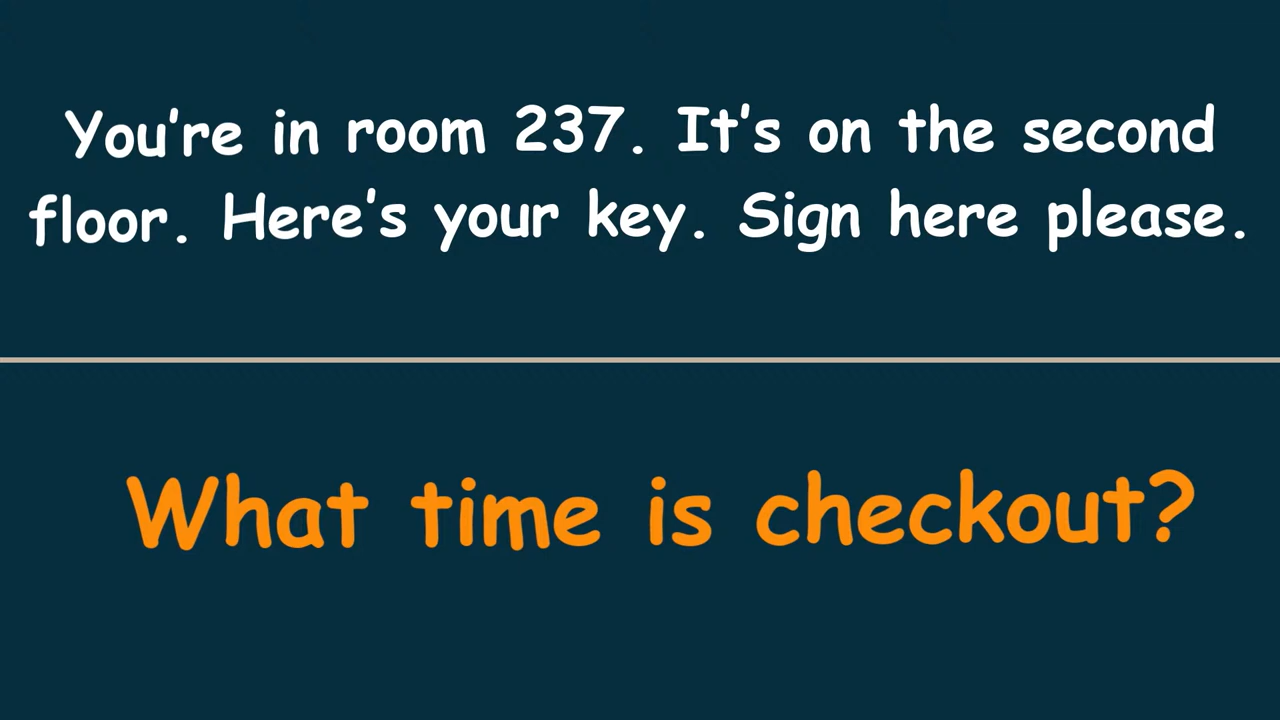 You're in room 237. It's on the second
floor. Here's your key. Sign here please.
What time is checkout?